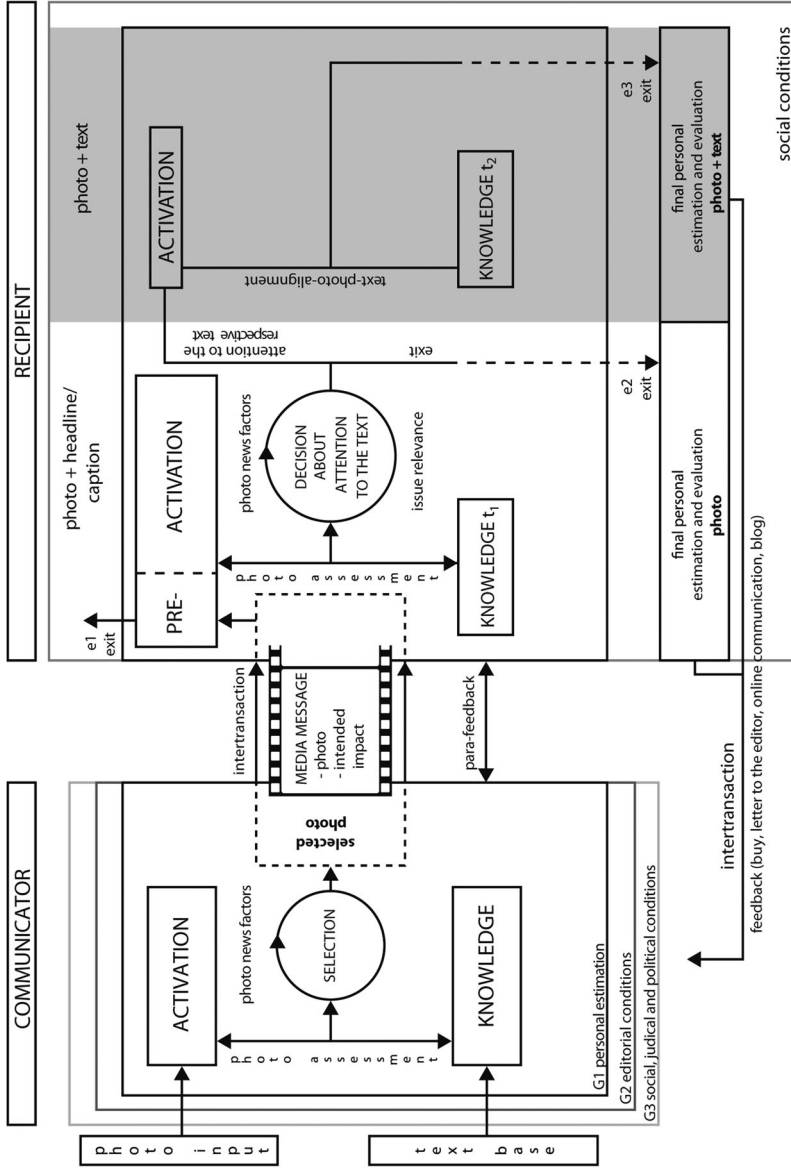 COMMUNICATOR
photo input
text base
ACTIVATION
photo assessment
KNOWLEDGE
photo news factors
SELECTION
selected
photo
G1 personal estimation
G2 editorial conditions
G3 social, judical and political conditions
intertransaction
MEDIA MESSAGE
- photo
- intended
impact
para-feedback
RECIPIENT
photo + headline/
caption
e1
exit
PRE-
ACTIVATION
photo assessment
KNOWLEDGE t1
photo news factors
DECISION
ABOUT
ATTENTION
TO THE TEXT
issue relevance
attention to the
respective text
exit
e2
exit
photo + text
ACTIVATION
text-photo-alignment
KNOWLEDGE t2
e3
exit
final personal
estimation and evaluation
photo
final personal
estimation and evaluation
photo + text
intertransaction
feedback (buy, letter to the editor, online communication, blog)
social conditions